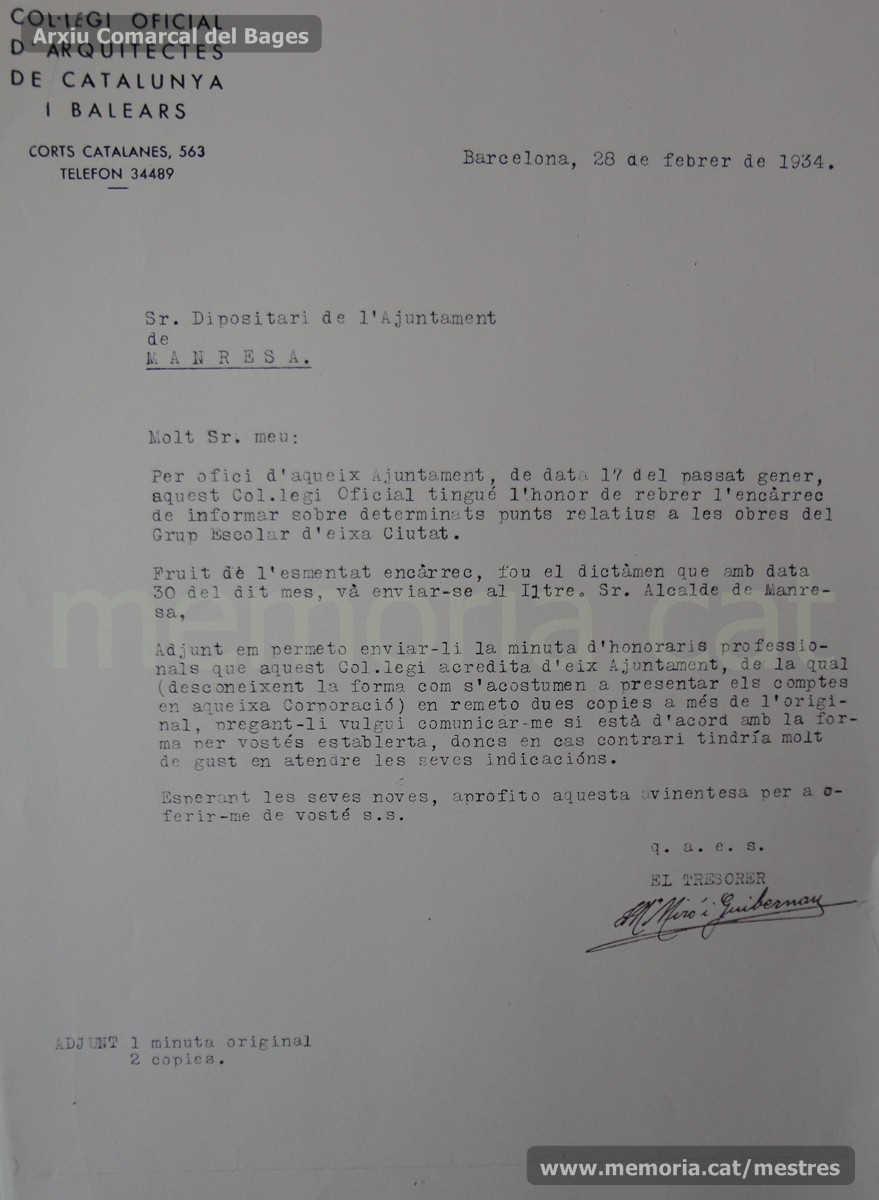 COL·LEGI OFICIAL
Arxiu Comarcal del Bages
D'ARQUITECTES
DE CATALUNYA
I BALEARS
CORTS CATALANES, 563
TELEFON 34489
Barcelona, 28 de febrer de 1934.
Sr. Dipositari de l'Ajuntament
de
M A N R E S A.
Molt Sr. meu:
Per ofici d'aqueix Ajuntament, de data 17 del passat gener,
aquest Col.legi Oficial tingué l'honor de rebrer l'encàrrec
de informar sobre determinats punts relatius a les obres del
Grup Escolar d'eixa Ciutat.
Fruit dè l'esmentat encàrrec, fou el dictàmen que amb data
30 del dit mes, và enviar-se al Iltre. Sr. Alcalde de Manre-
sa,
memoria.cat
Adjunt em permeto enviar-li la minuta d'honoraris professio-
nals que aquest Col.legi acredita d'eix Ajuntament, de la qual
(desconeixent la forma com s'acostumen a presentar els comptes
en aqueixa Corporació) en remeto dues copies a més de l'origi-
nal, pregant-li vulgui comunicar-me si està d'acord amb la for-
ma per vostés establerta, doncs en cas contrari tindría molt
de gust en atendre les seves indicacións.
Esperant les seves noves, aprofito aquesta avinentesa per a o-
ferir-me de vosté s.s.
q. a. e. s.
EL TRESORER
Mª Miró i Guibernau
ADJUNT 1 minuta original
2 copies.
www.memoria.cat/mestres